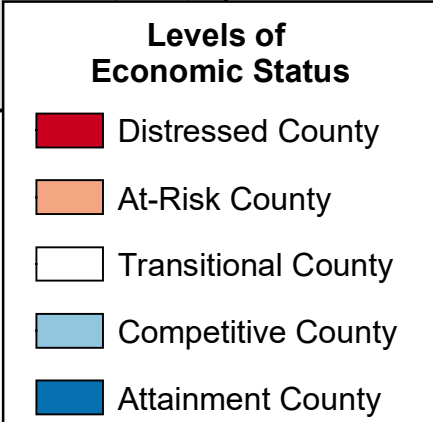 Levels of
Economic Status
Distressed County
At-Risk County
Transitional County
Competitive County
Attainment County